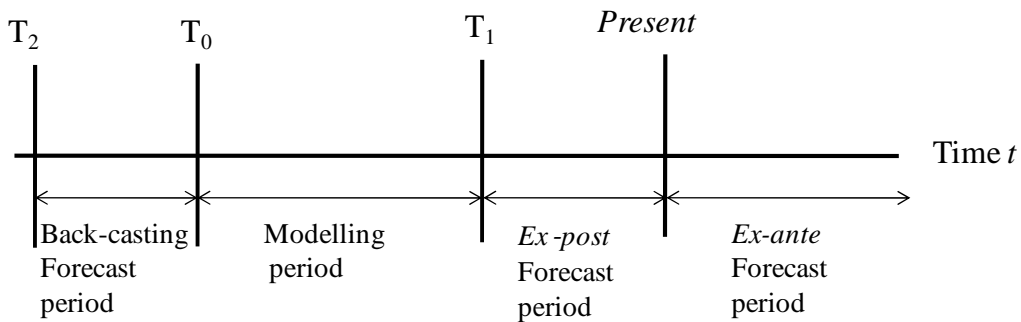 T₂
T₀
T₁
Present
Time t
Back-casting
Forecast
period
Modelling
period
Ex-post
Forecast
period
Ex-ante
Forecast
period